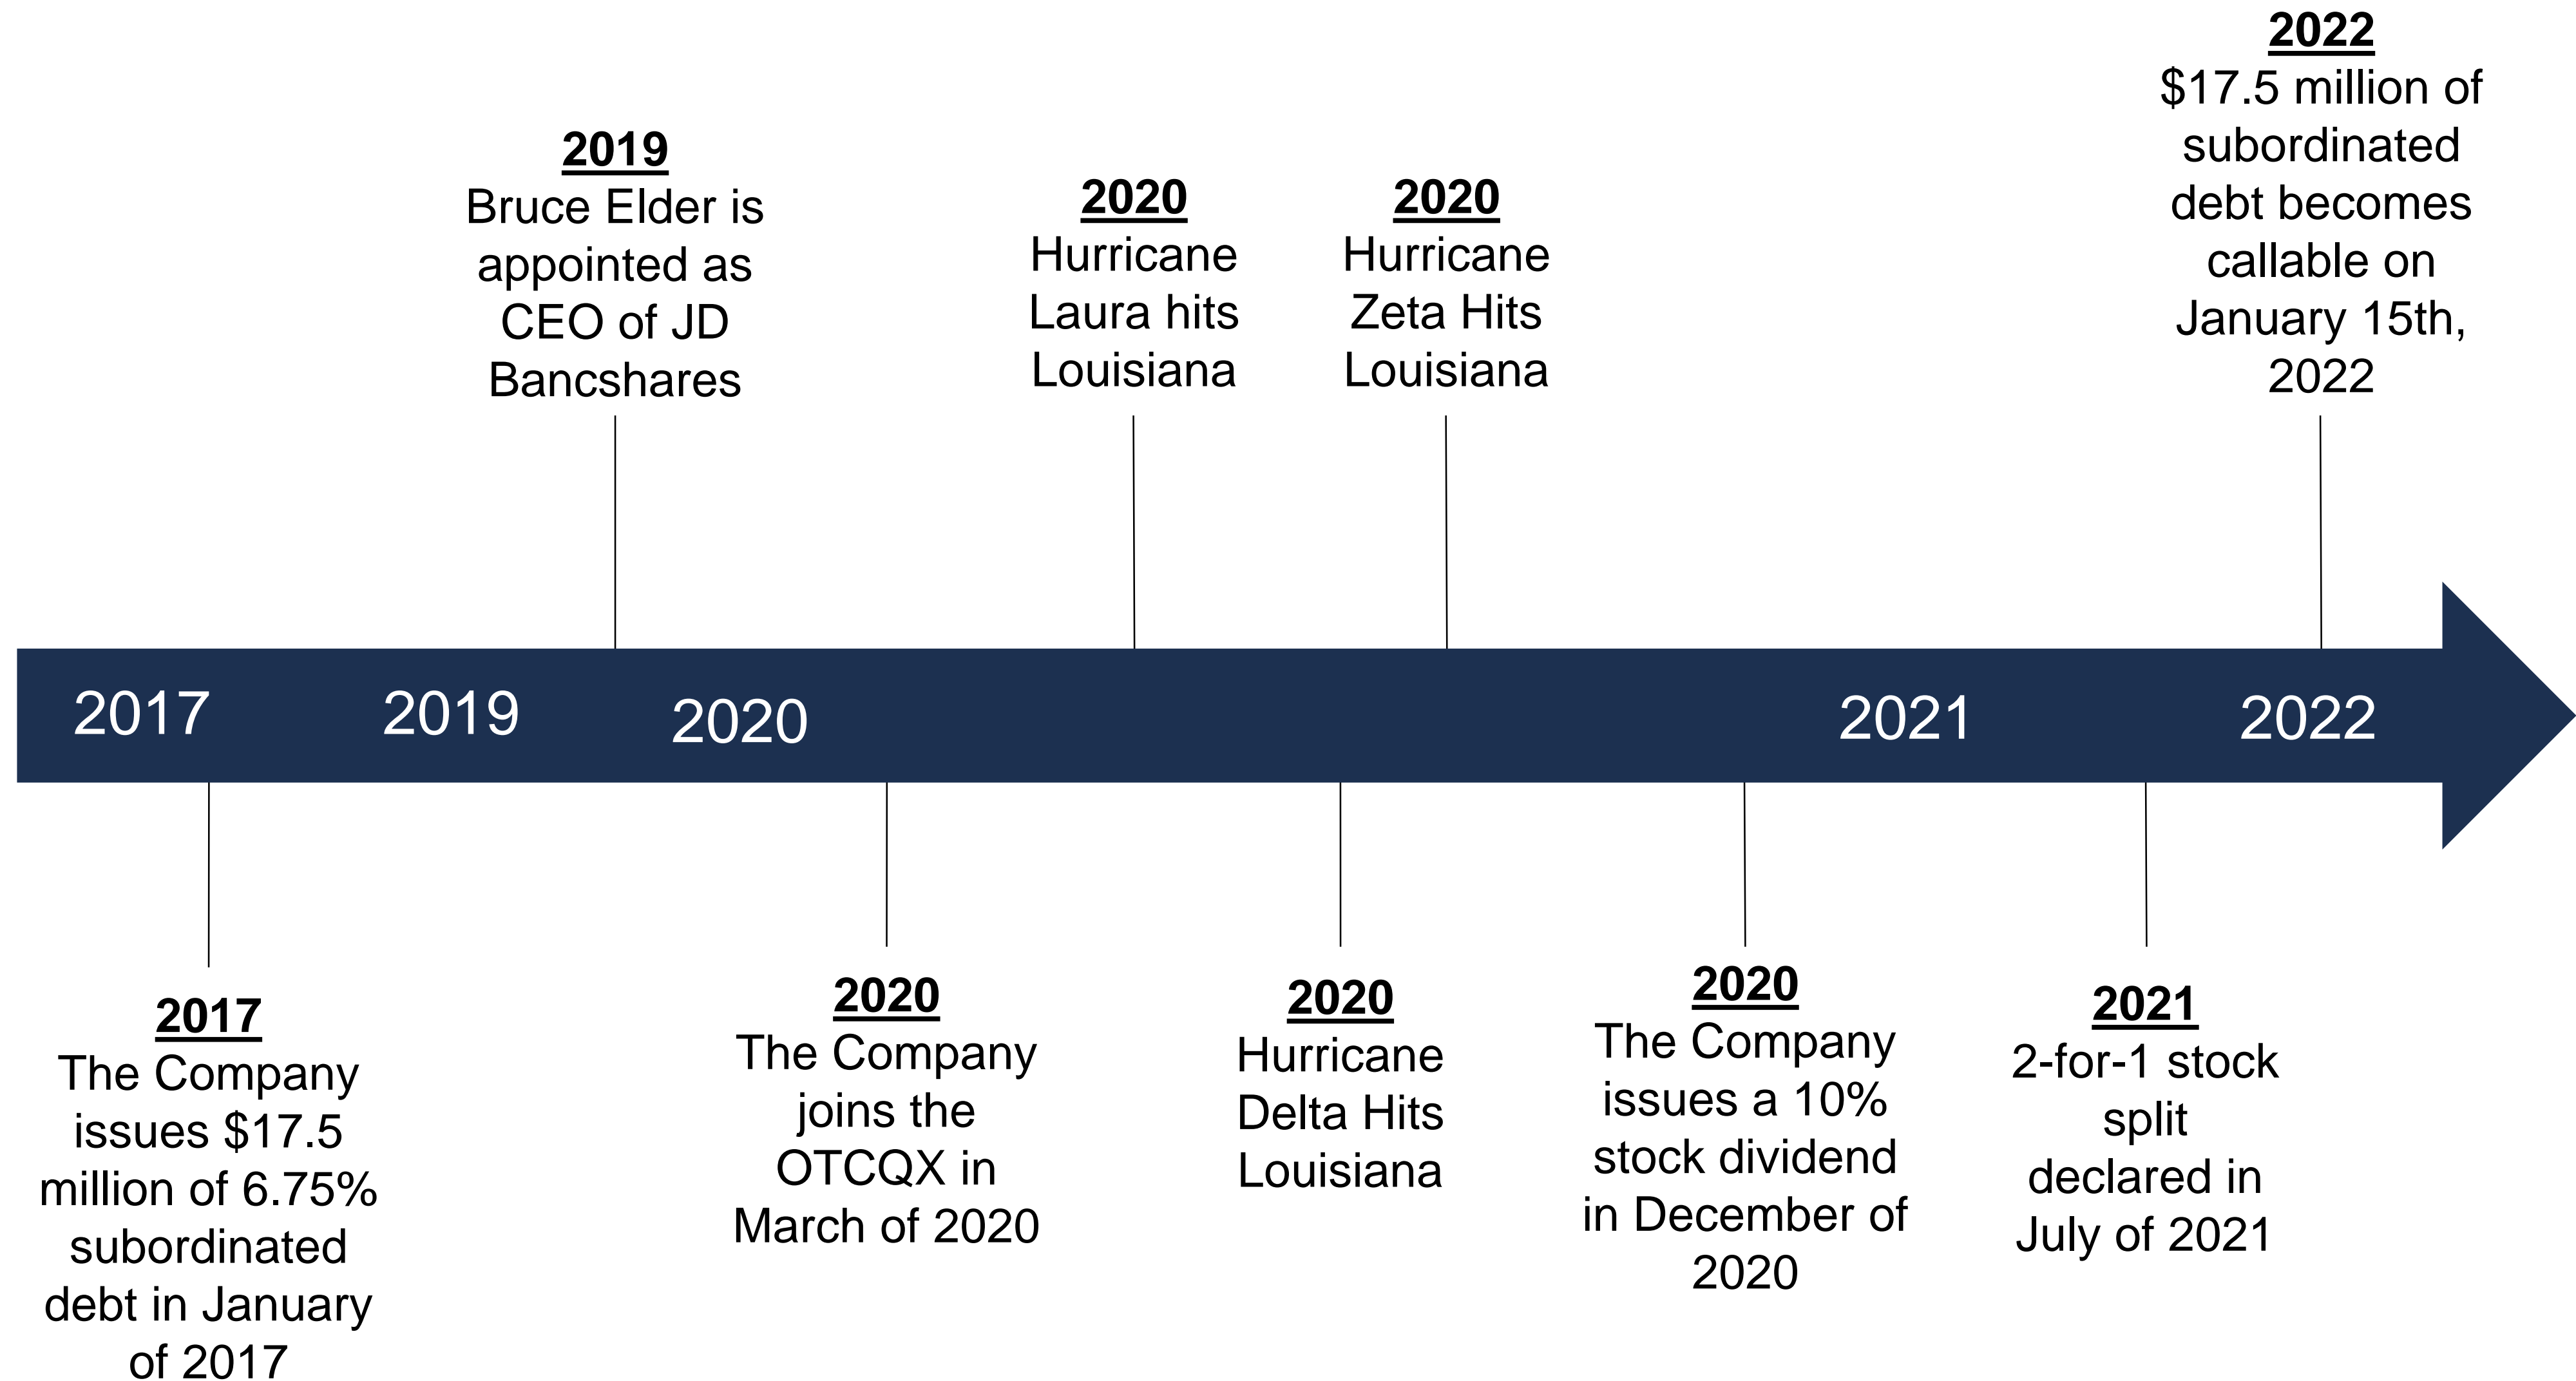 2022
$17.5 million of
subordinated
debt becomes
callable on
January 15th,
2022
2019
Bruce Elder is
appointed as
CEO of JD
Bancshares
2020
Hurricane
Laura hits
Louisiana
2020
Hurricane
Zeta Hits
Louisiana
2017 2019 2020 2021 2022
2017
The Company
issues $17.5
million of 6.75%
subordinated
debt in January
of 2017
2020
The Company
joins the
OTCQX in
March of 2020
2020
Hurricane
Delta Hits
Louisiana
2020
The Company
issues a 10%
stock dividend
in December of
2020
2021
2-for-1 stock
split
declared in
July of 2021